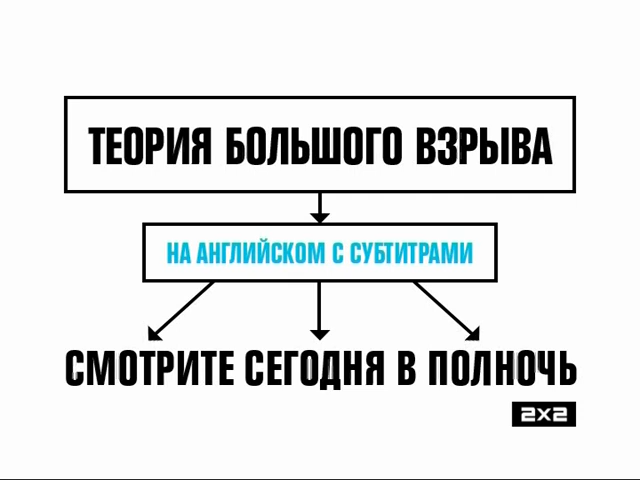 ТЕОРИЯ БОЛЬШОГО ВЗРЫВА
НА АНГЛИЙСКОМ С СУБТИТРАМИ
СМОТРИТЕ СЕГОДНЯ В ПОЛНОЧЬ
2x2